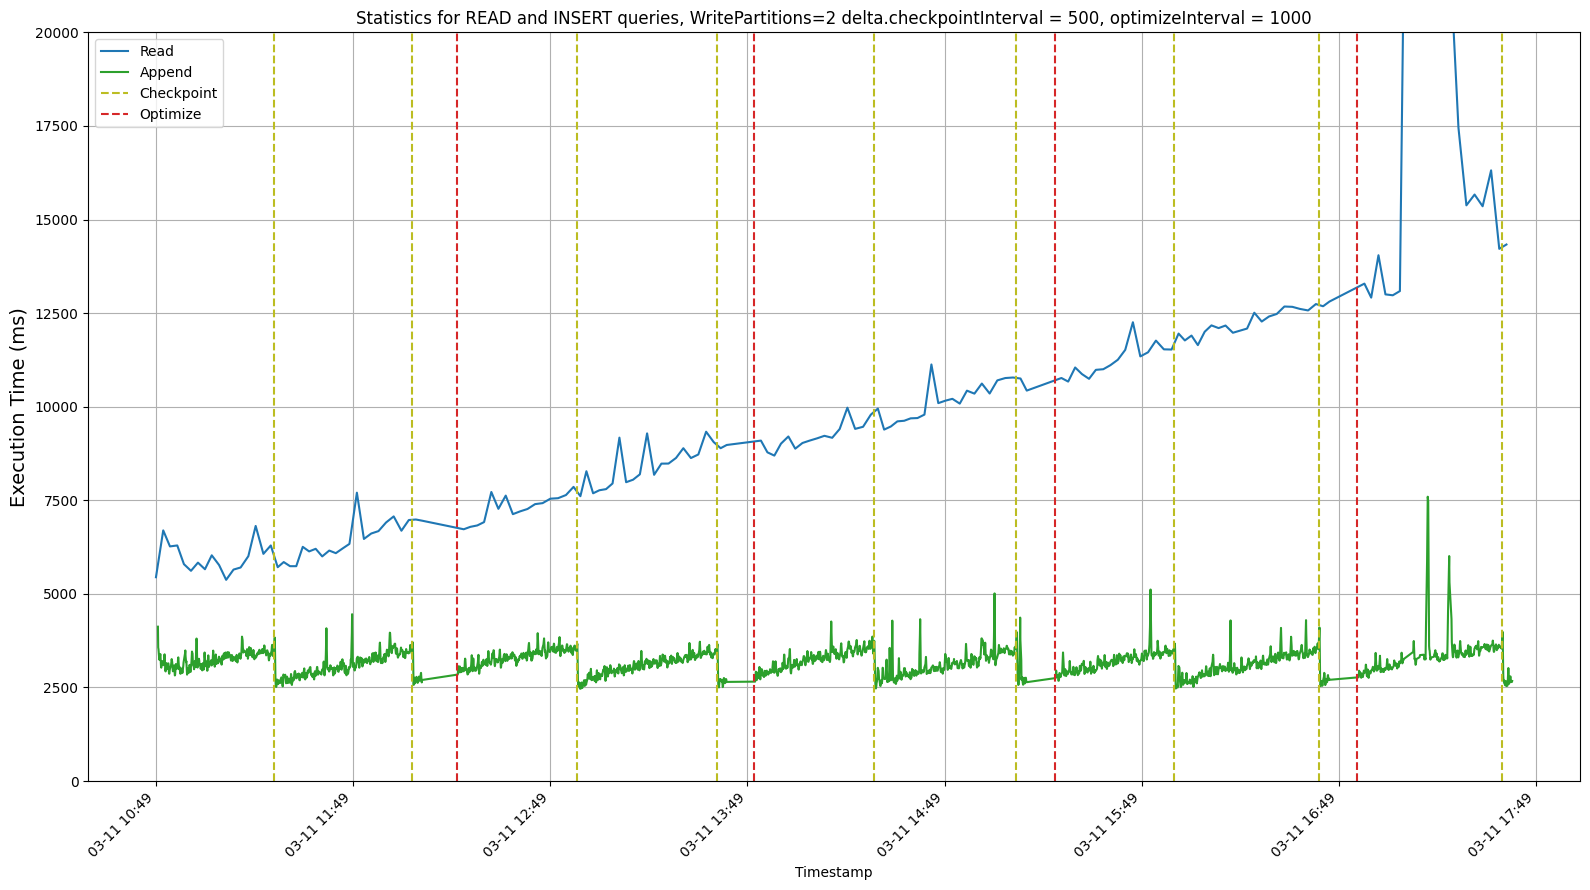 Statistics for READ and INSERT queries, WritePartitions=2 delta.checkpointInterval = 500, optimizeInterval = 1000
Read
Append
Checkpoint
Optimize
20000
17500
15000
12500
10000
7500
5000
2500
0
Execution Time (ms)
03-11 10:49
03-11 11:49
03-11 12:49
03-11 13:49
03-11 14:49
03-11 15:49
03-11 16:49
03-11 17:49
Timestamp